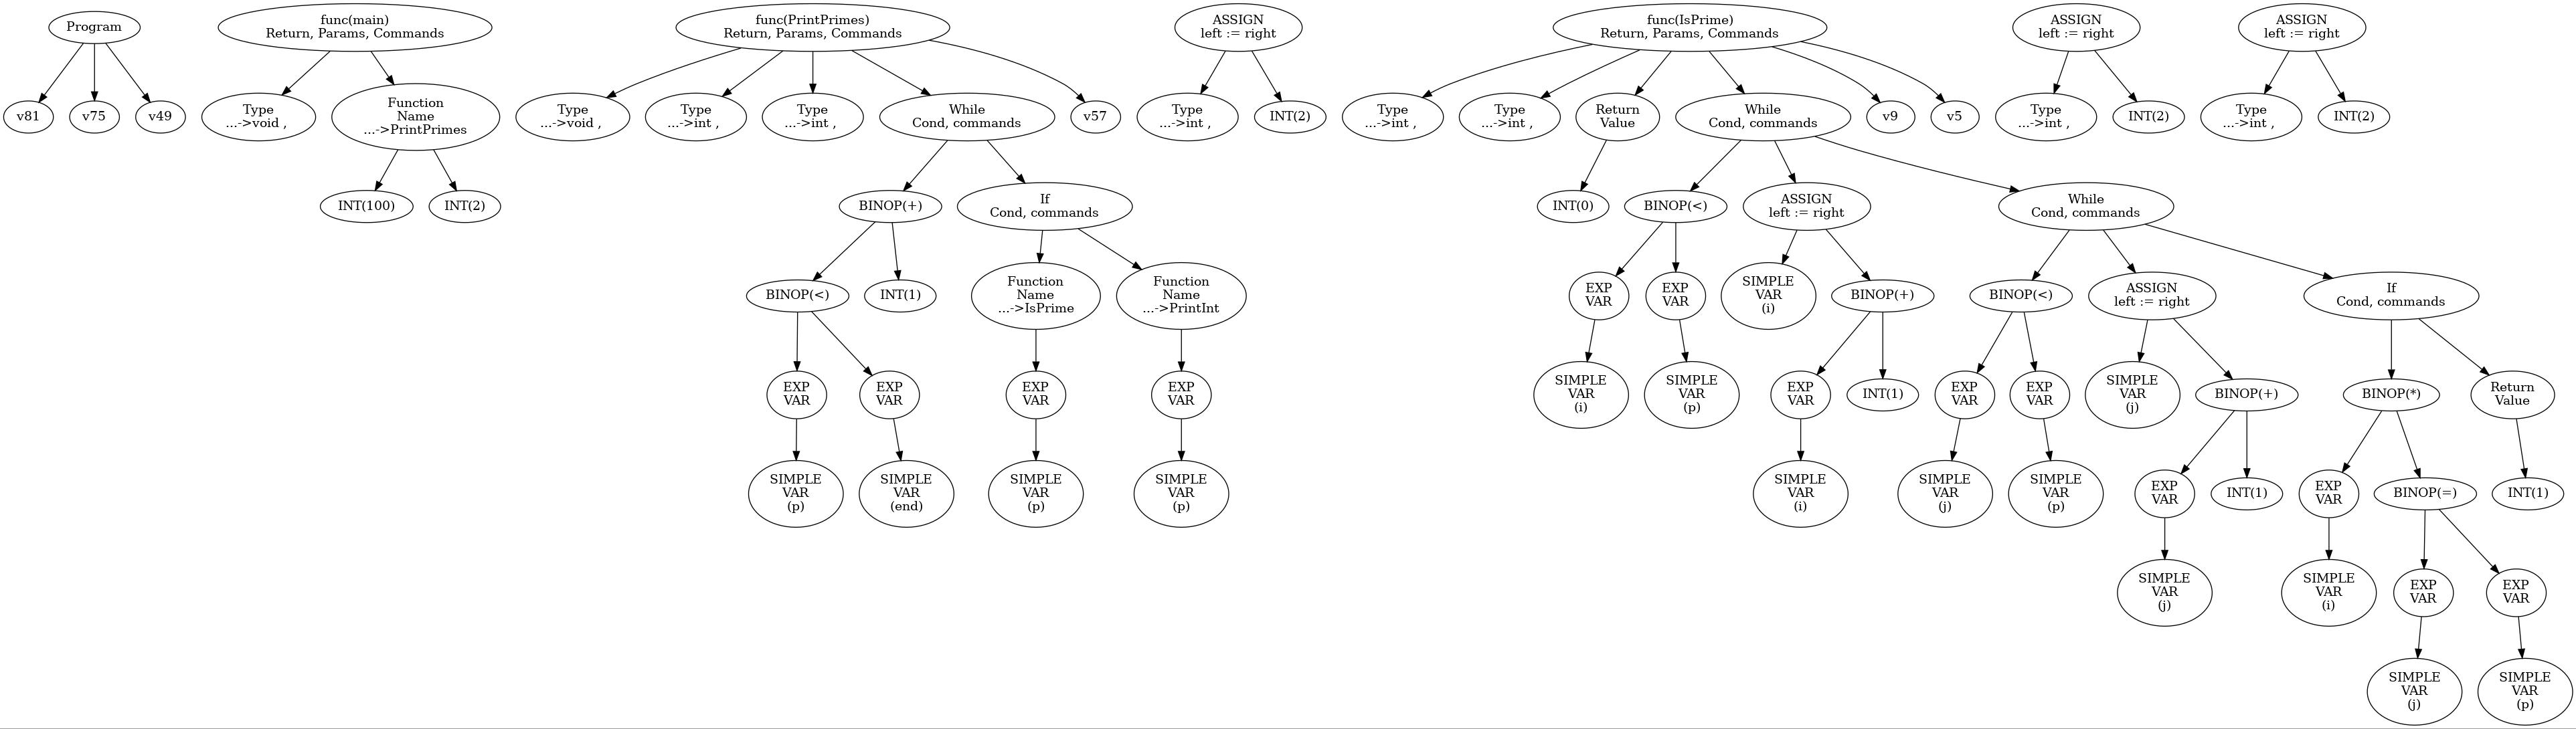 Program
func(main)
Return, Params, Commands
func(PrintPrimes)
Return, Params, Commands
ASSIGN
left := right
func(IsPrime)
Return, Params, Commands
ASSIGN
left := right
ASSIGN
left := right
v81
v75
v49
Type
...->void ,
Function
Name
...->PrintPrimes
Type
...->void ,
Type
...->int ,
Type
...->int ,
While
Cond, commands
v57
Type
...->int ,
INT(2)
Type
...->int ,
Type
...->int ,
Return
Value
While
Cond, commands
v9
v5
Type
...->int ,
INT(2)
Type
...->int ,
INT(2)
INT(100)
INT(2)
BINOP(+)
If
Cond, commands
INT(0)
BINOP(<)
ASSIGN
left := right
While
Cond, commands
BINOP(<)
INT(1)
Function
Name
...->IsPrime
Function
Name
...->PrintInt
EXP
VAR
EXP
VAR
SIMPLE
VAR
(i)
BINOP(+)
BINOP(<)
ASSIGN
left := right
If
Cond, commands
EXP
VAR
EXP
VAR
EXP
VAR
EXP
VAR
SIMPLE
VAR
(i)
SIMPLE
VAR
(p)
EXP
VAR
INT(1)
EXP
VAR
EXP
VAR
SIMPLE
VAR
(j)
BINOP(+)
BINOP(*)
Return
Value
SIMPLE
VAR
(p)
SIMPLE
VAR
(end)
SIMPLE
VAR
(p)
SIMPLE
VAR
(p)
SIMPLE
VAR
(i)
SIMPLE
VAR
(j)
SIMPLE
VAR
(p)
EXP
VAR
INT(1)
EXP
VAR
BINOP(=)
INT(1)
SIMPLE
VAR
(j)
SIMPLE
VAR
(i)
EXP
VAR
EXP
VAR
SIMPLE
VAR
(j)
SIMPLE
VAR
(p)